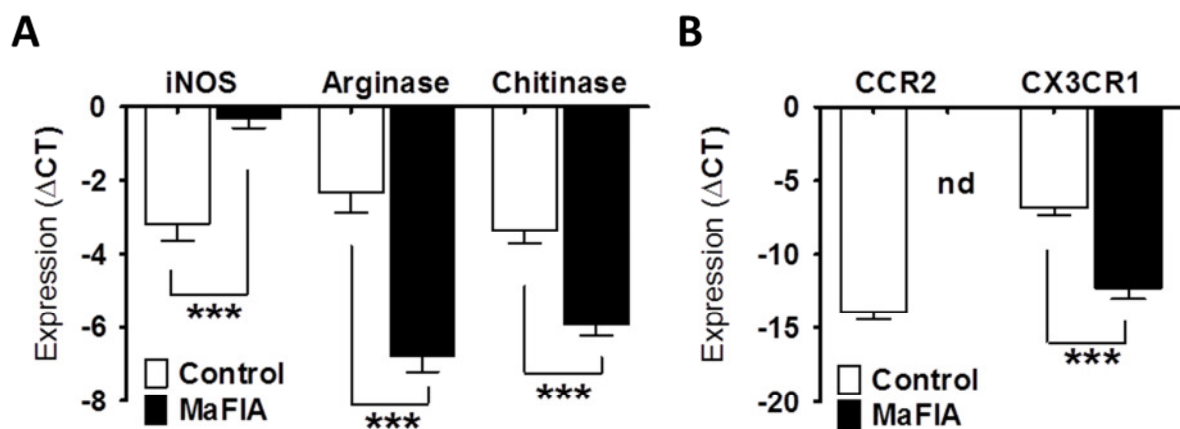 A
iNOS Arginase Chitinase
Expression (ΔCT)
0
-2
-4
-6
-8
***
***
***
Control
MaFIA
B
CCR2 CX3CR1
Expression (ΔCT)
0
-5
-10
-15
-20
nd
***
Control
MaFIA